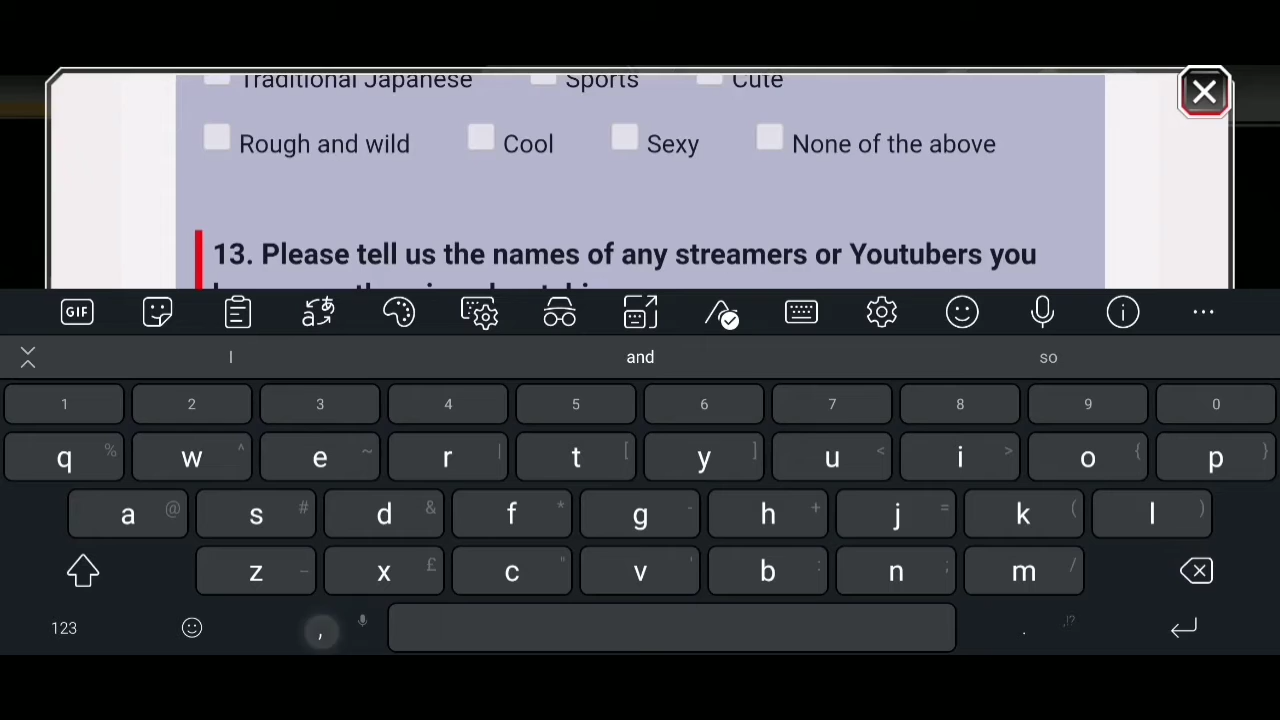 Traditional Japanese Sports Cute
Rough and wild Cool Sexy None of the above
13. Please tell us the names of any streamers or Youtubers you
GIF
I and so
1 2 3 4 5 6 7 8 9 0
q % w ^ e ~ r | t [ y ] u < i > o { p }
a @ s # d & f * g - h + j = k ( l )
z _ x £ c " v ' b : n ; m /
123 , . ,!?